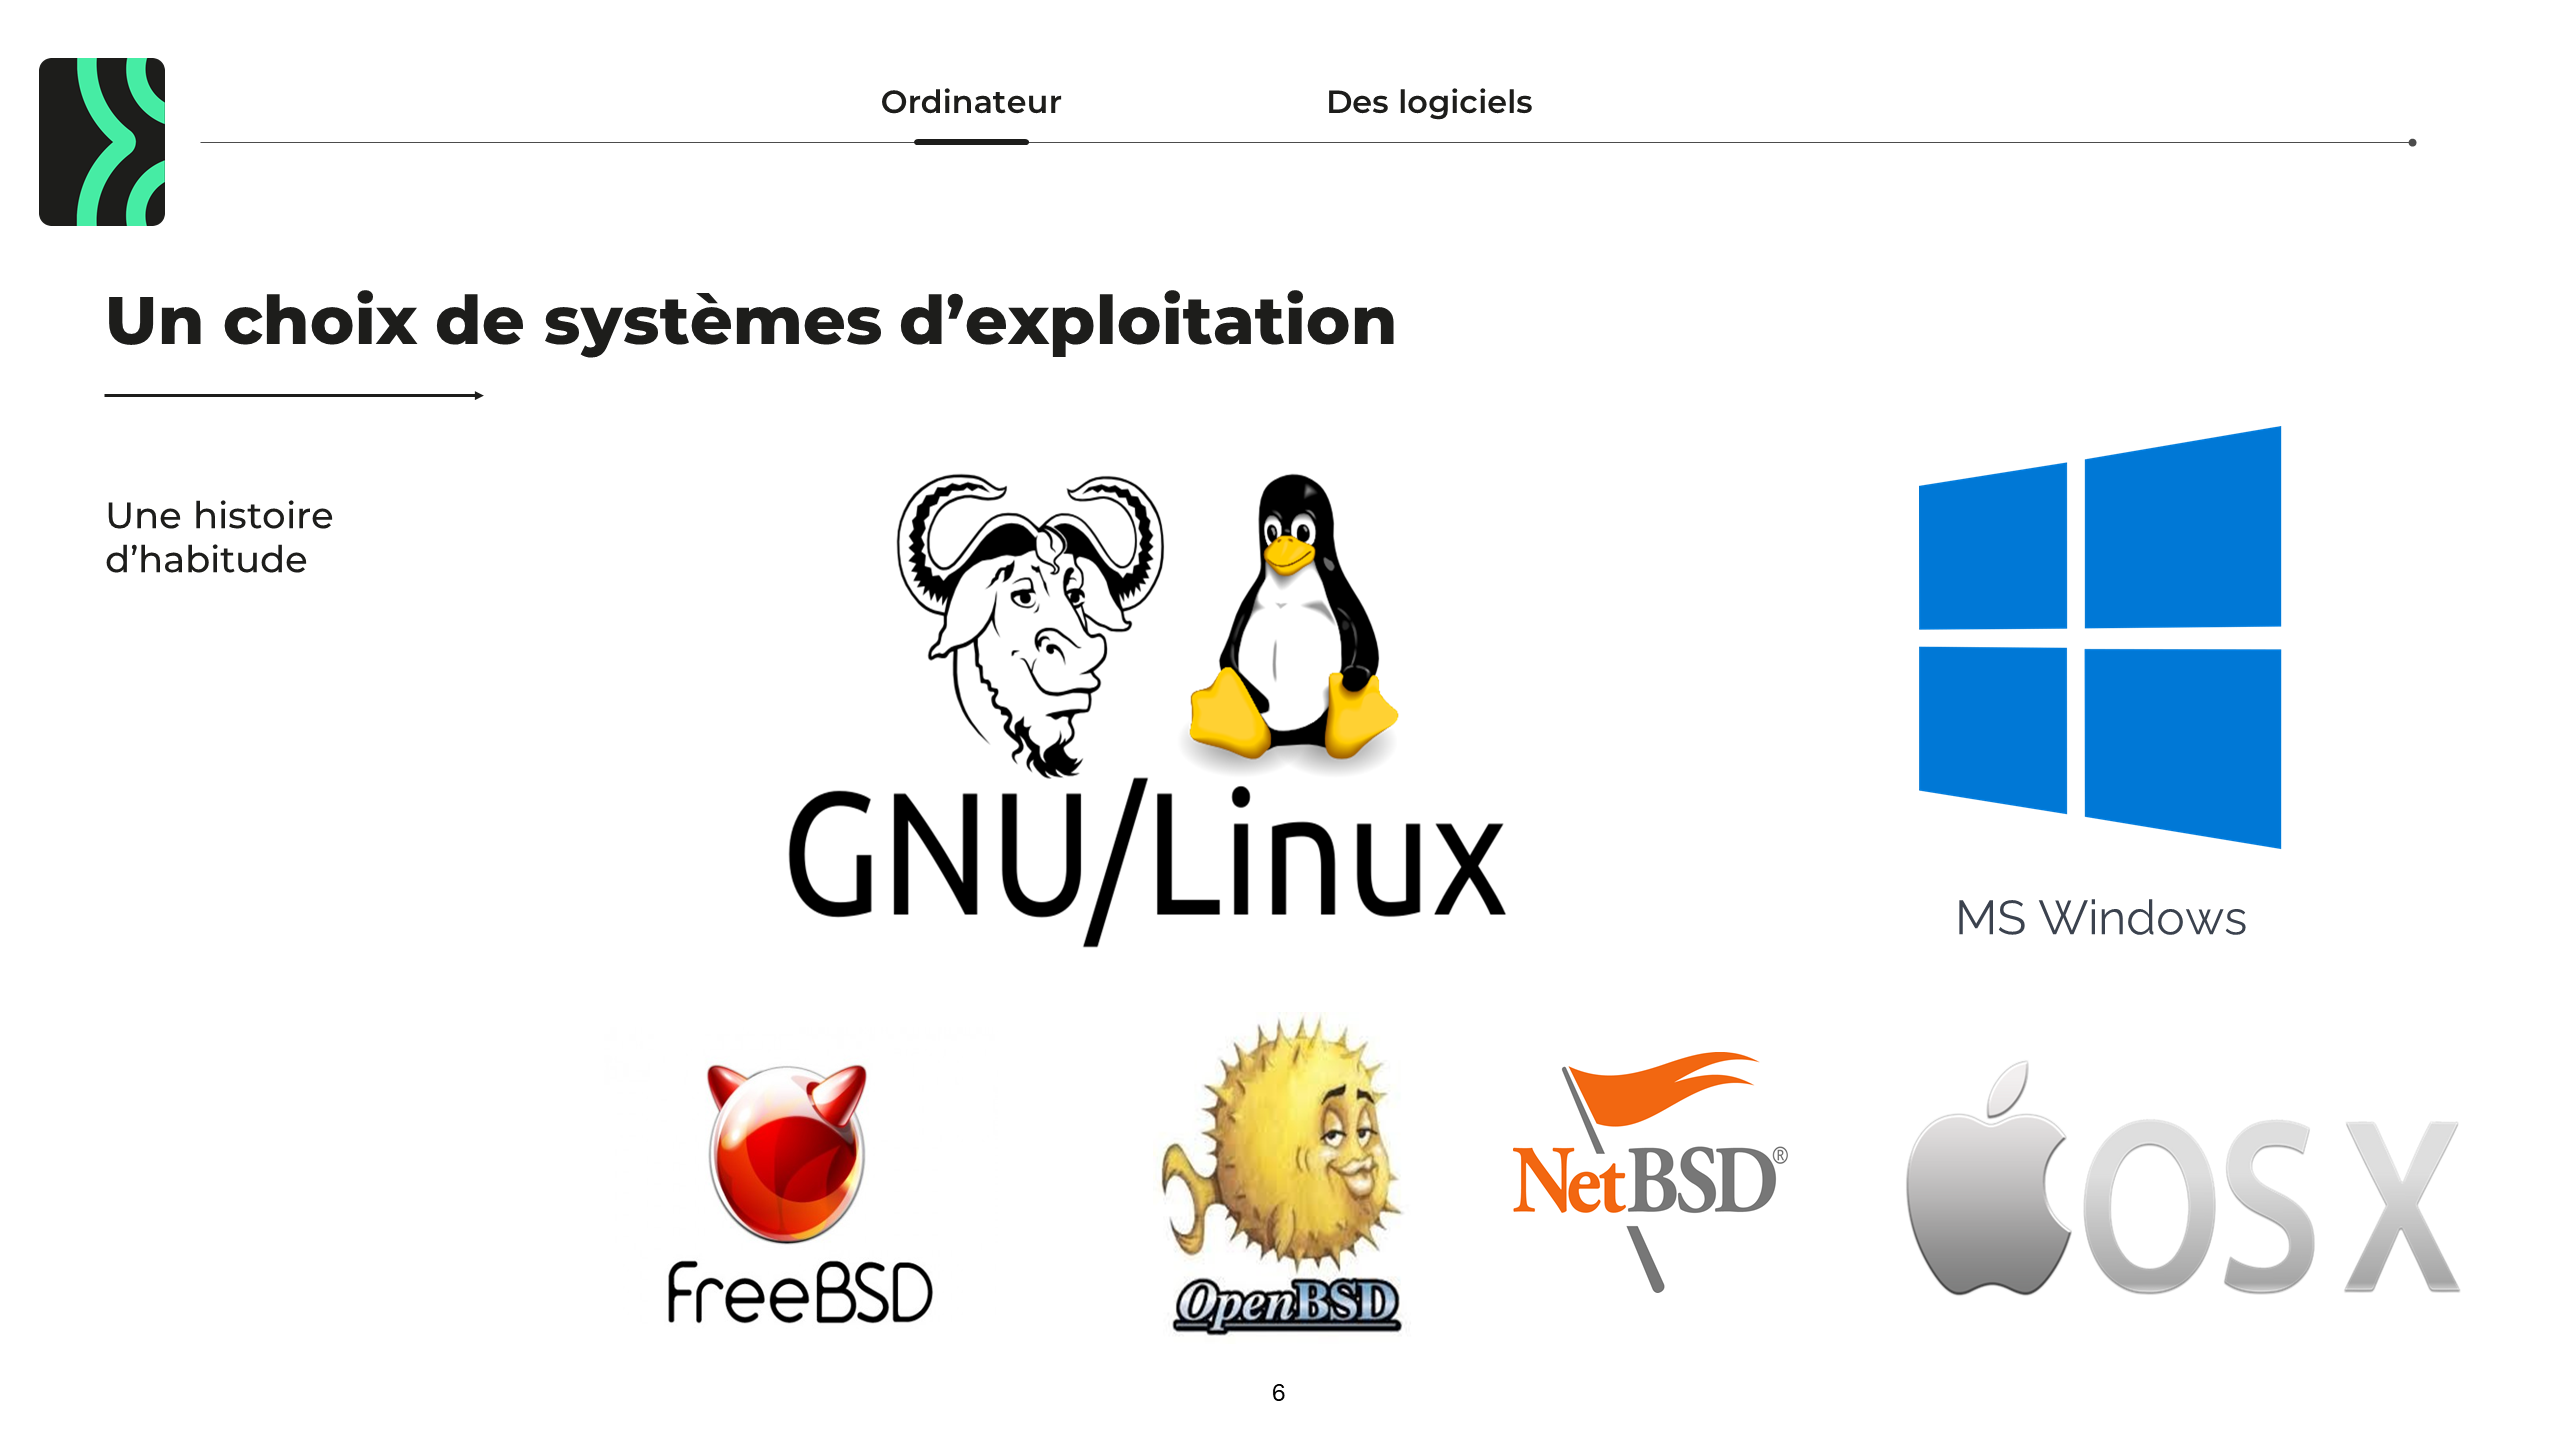 Ordinateur
Des logiciels
Un choix de systèmes d’exploitation
Une histoire
d’habitude
GNU/Linux
MS Windows
FreeBSD
OpenBSD
NetBSD®
OS X
6